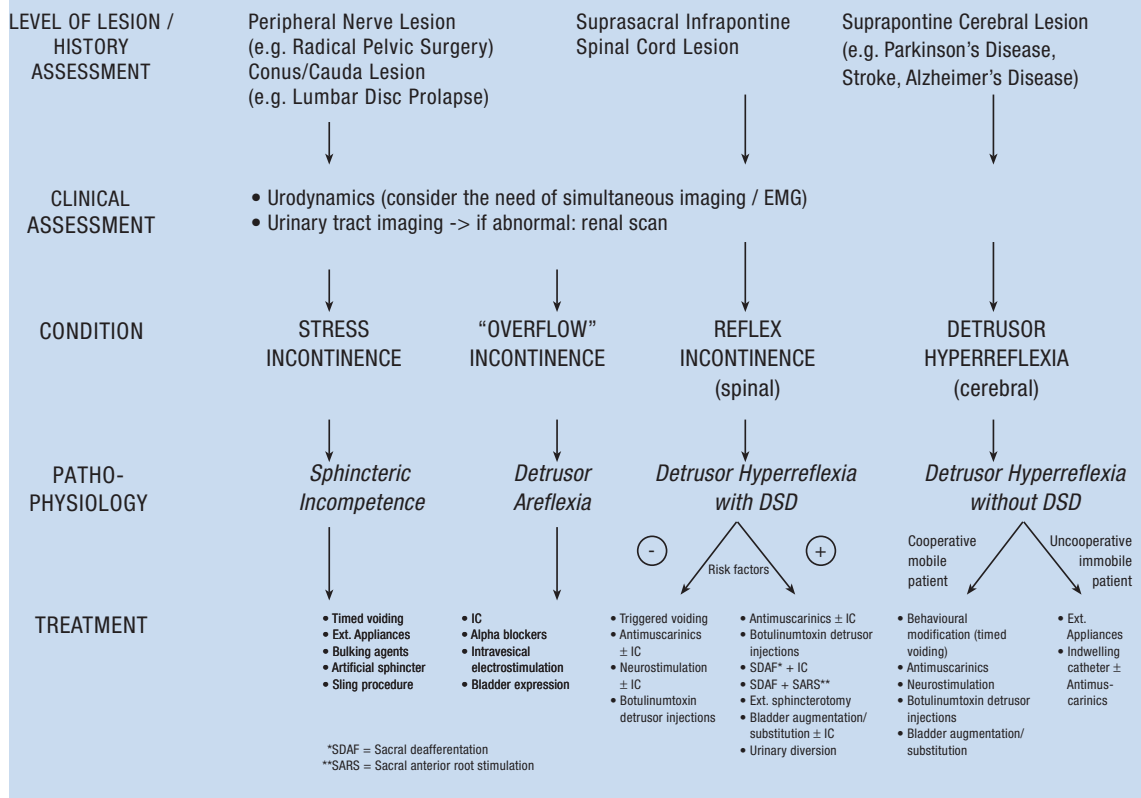 LEVEL OF LESION /
HISTORY
ASSESSMENT
Peripheral Nerve Lesion
(e.g. Radical Pelvic Surgery)
Conus/Cauda Lesion
(e.g. Lumbar Disc Prolapse)
Suprasacral Infrapontine
Spinal Cord Lesion
Suprapontine Cerebral Lesion
(e.g. Parkinson's Disease,
Stroke, Alzheimer's Disease)
CLINICAL
ASSESSMENT
• Urodynamics (consider the need of simultaneous imaging / EMG)
• Urinary tract imaging -> if abnormal: renal scan
CONDITION
STRESS
INCONTINENCE
“OVERFLOW”
INCONTINENCE
REFLEX
INCONTINENCE
(spinal)
DETRUSOR
HYPERREFLEXIA
(cerebral)
PATHO-
PHYSIOLOGY
Sphincteric
Incompetence
Detrusor
Areflexia
Detrusor Hyperreflexia
with DSD
Detrusor Hyperreflexia
without DSD
-
+
Risk factors
Cooperative
mobile
patient
Uncooperative
immobile
patient
TREATMENT
• Timed voiding
• Ext. Appliances
• Bulking agents
• Artificial sphincter
• Sling procedure
• IC
• Alpha blockers
• Intravesical
electrostimulation
• Bladder expression
• Triggered voiding
• Antimuscarinics
± IC
• Neurostimulation
± IC
• Botulinumtoxin
detrusor injections
• Antimuscarinics ± IC
• Botulinumtoxin detrusor
injections
• SDAF* + IC
• SDAF + SARS**
• Ext. sphincterotomy
• Bladder augmentation/
substitution ± IC
• Urinary diversion
• Behavioural
modification (timed
voiding)
• Antimuscarinics
• Neurostimulation
• Botulinumtoxin detrusor
injections
• Bladder augmentation/
substitution
• Ext.
Appliances
• Indwelling
catheter ±
Antimus-
carinics
*SDAF = Sacral deafferentation
**SARS = Sacral anterior root stimulation